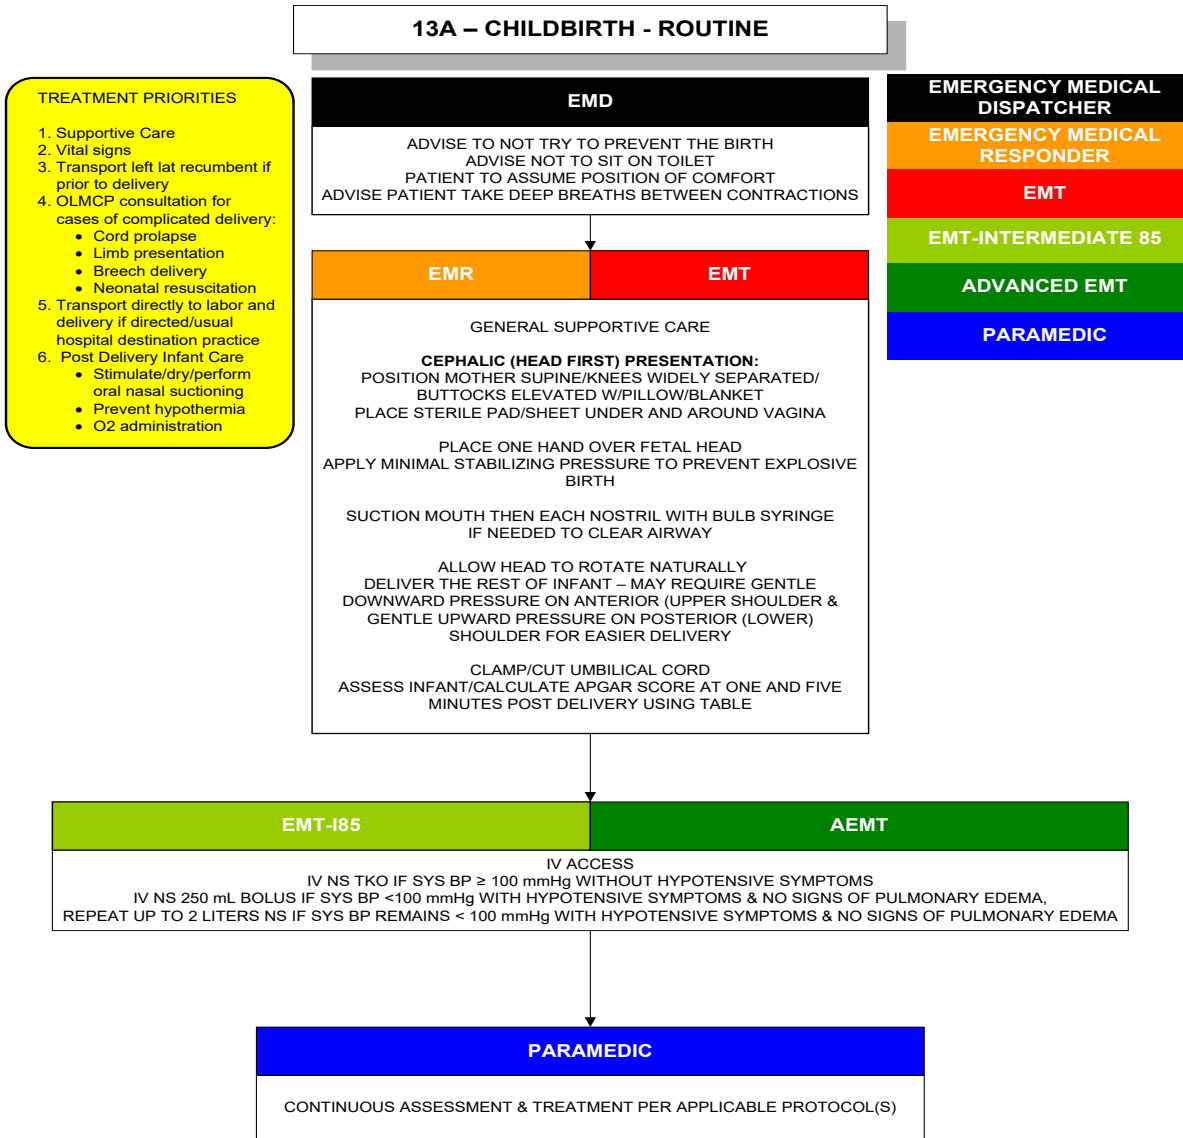 13A – CHILDBIRTH - ROUTINE
TREATMENT PRIORITIES
1. Supportive Care
2. Vital signs
3. Transport left lat recumbent if
prior to delivery
4. OLMCP consultation for
cases of complicated delivery:
• Cord prolapse
• Limb presentation
• Breech delivery
• Neonatal resuscitation
5. Transport directly to labor and
delivery if directed/usual
hospital destination practice
6. Post Delivery Infant Care
• Stimulate/dry/perform
oral nasal suctioning
• Prevent hypothermia
• O2 administration
EMD
ADVISE TO NOT TRY TO PREVENT THE BIRTH
ADVISE NOT TO SIT ON TOILET
PATIENT TO ASSUME POSITION OF COMFORT
ADVISE PATIENT TAKE DEEP BREATHS BETWEEN CONTRACTIONS
EMERGENCY MEDICAL
DISPATCHER
EMERGENCY MEDICAL
RESPONDER
EMT
EMT-INTERMEDIATE 85
ADVANCED EMT
PARAMEDIC
EMR
EMT
GENERAL SUPPORTIVE CARE
CEPHALIC (HEAD FIRST) PRESENTATION:
POSITION MOTHER SUPINE/KNEES WIDELY SEPARATED/
BUTTOCKS ELEVATED W/PILLOW/BLANKET
PLACE STERILE PAD/SHEET UNDER AND AROUND VAGINA
PLACE ONE HAND OVER FETAL HEAD
APPLY MINIMAL STABILIZING PRESSURE TO PREVENT EXPLOSIVE
BIRTH
SUCTION MOUTH THEN EACH NOSTRIL WITH BULB SYRINGE
IF NEEDED TO CLEAR AIRWAY
ALLOW HEAD TO ROTATE NATURALLY
DELIVER THE REST OF INFANT – MAY REQUIRE GENTLE
DOWNWARD PRESSURE ON ANTERIOR (UPPER SHOULDER &
GENTLE UPWARD PRESSURE ON POSTERIOR (LOWER)
SHOULDER FOR EASIER DELIVERY
CLAMP/CUT UMBILICAL CORD
ASSESS INFANT/CALCULATE APGAR SCORE AT ONE AND FIVE
MINUTES POST DELIVERY USING TABLE
EMT-I85
AEMT
IV ACCESS
IV NS TKO IF SYS BP ≥ 100 mmHg WITHOUT HYPOTENSIVE SYMPTOMS
IV NS 250 mL BOLUS IF SYS BP <100 mmHg WITH HYPOTENSIVE SYMPTOMS & NO SIGNS OF PULMONARY EDEMA,
REPEAT UP TO 2 LITERS NS IF SYS BP REMAINS < 100 mmHg WITH HYPOTENSIVE SYMPTOMS & NO SIGNS OF PULMONARY EDEMA
PARAMEDIC
CONTINUOUS ASSESSMENT & TREATMENT PER APPLICABLE PROTOCOL(S)